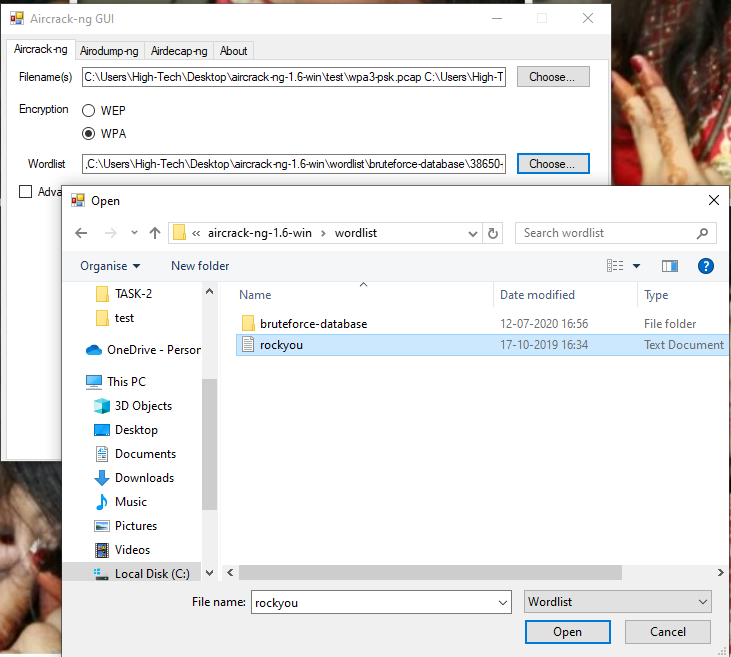 Aircrack-ng GUI
Aircrack-ng Airodump-ng Airdecap-ng About
Filename(s) C:\Users\High-Tech\Desktop\aircrack-ng-1.6-win\test\wpa3-psk.pcap C:\Users\High-T Choose...
Encryption WEP
WPA
Wordlist ,C:\Users\High-Tech\Desktop\aircrack-ng-1.6-win\wordlist\bruteforce-database\38650- Choose...
Adva
Open
« aircrack-ng-1.6-win › wordlist Search wordlist
Organise New folder
Name Date modified Type
TASK-2
test
OneDrive - Person
This PC
3D Objects
Desktop
Documents
Downloads
Music
Pictures
Videos
Local Disk (C:)
bruteforce-database 12-07-2020 16:56 File folder
rockyou 17-10-2019 16:34 Text Document
File name: rockyou Wordlist
Open Cancel